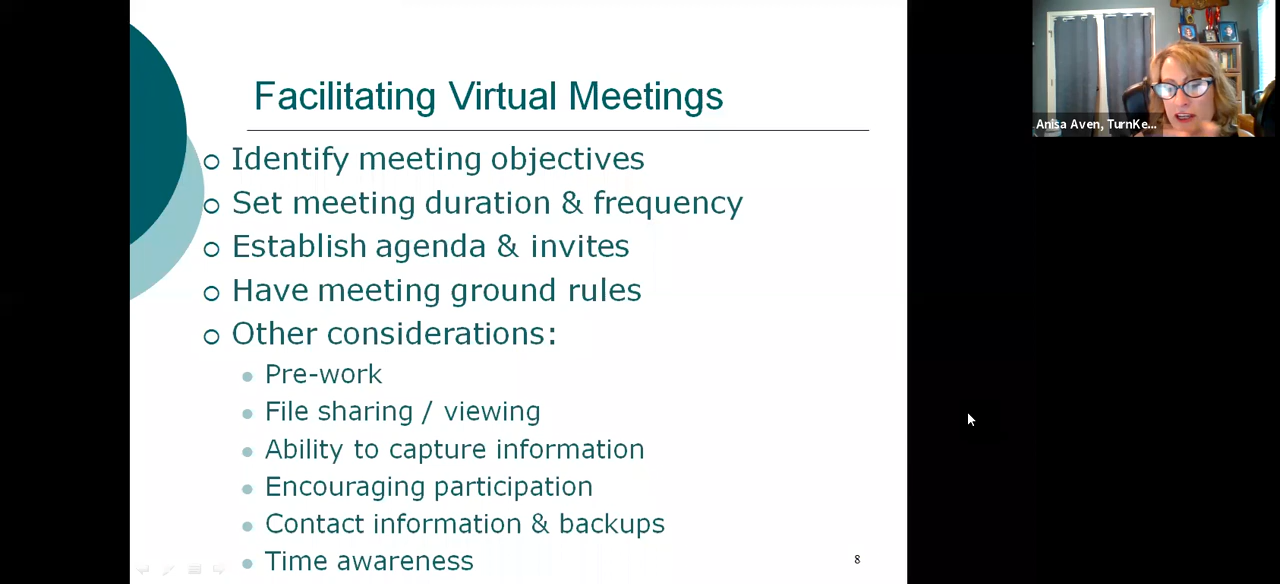 Facilitating Virtual Meetings
Identify meeting objectives
Set meeting duration & frequency
Establish agenda & invites
Have meeting ground rules
Other considerations:
Pre-work
File sharing / viewing
Ability to capture information
Encouraging participation
Contact information & backups
Time awareness
8
Anisa Aven, TurnKe...